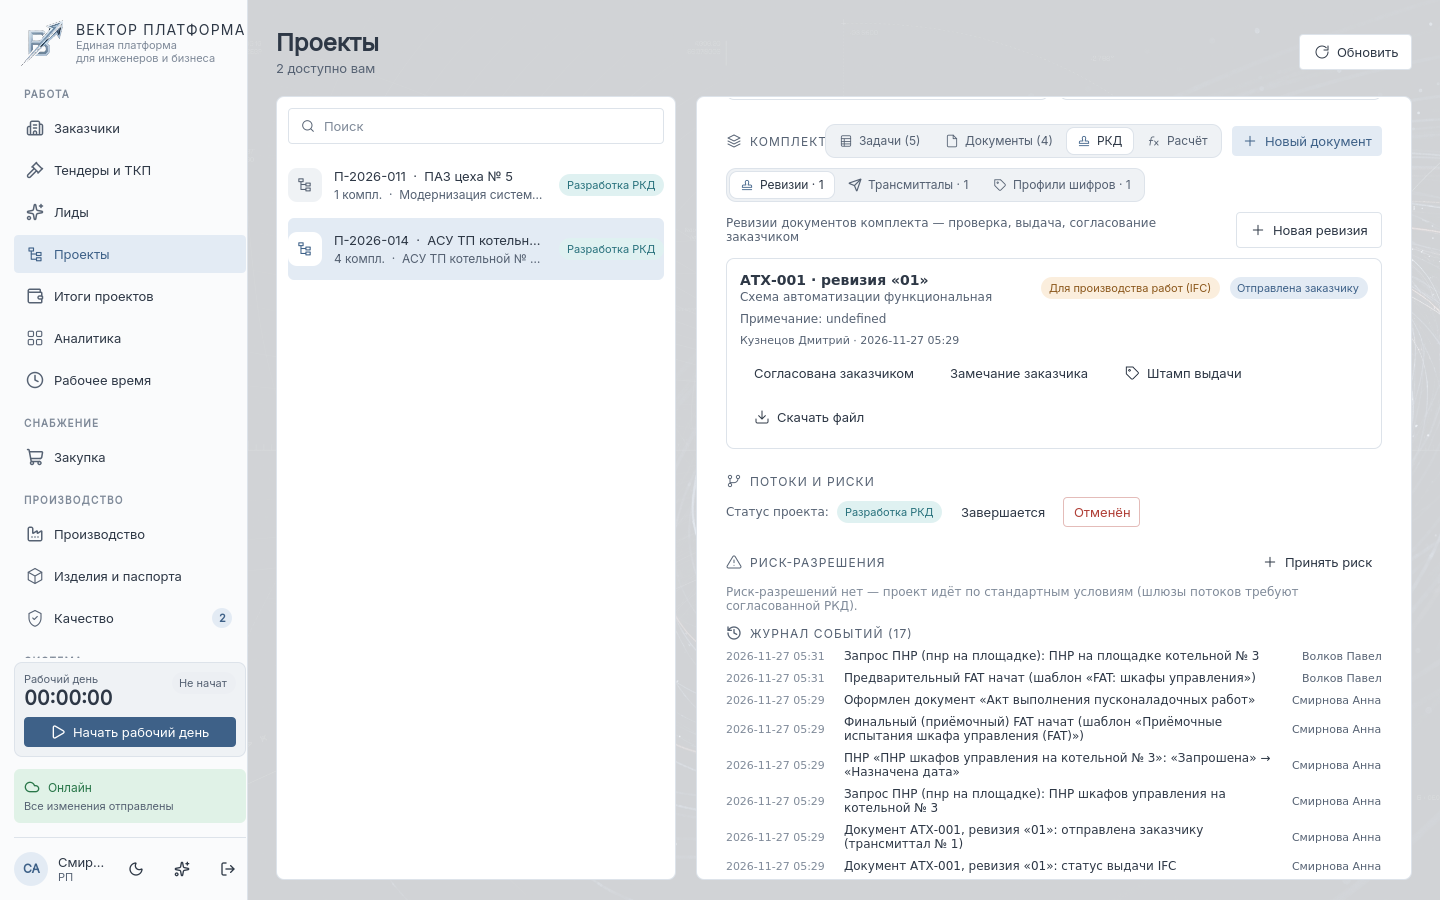 ВЕКТОР ПЛАТФОРМА
Единая платформа
для инженеров и бизнеса
РАБОТА
Заказчики
Тендеры и ТКП
Лиды
Проекты
Итоги проектов
Аналитика
Рабочее время
СНАБЖЕНИЕ
Закупка
ПРОИЗВОДСТВО
Производство
Изделия и паспорта
Качество 2
Рабочий день Не начат
00:00:00
Начать рабочий день
Онлайн
Все изменения отправлены
СА Смир...
РП
Проекты
2 доступно вам
Обновить
Поиск
П-2026-011 · ПАЗ цеха № 5
1 компл. · Модернизация систем...
Разработка РКД
П-2026-014 · АСУ ТП котельн...
4 компл. · АСУ ТП котельной № ...
Разработка РКД
КОМПЛЕКТ Задачи (5) Документы (4) РКД Расчёт Новый документ
Ревизии · 1 Трансмитталы · 1 Профили шифров · 1
Ревизии документов комплекта — проверка, выдача, согласование
заказчиком
Новая ревизия
АТХ-001 · ревизия «01»
Схема автоматизации функциональная
Для производства работ (IFC) Отправлена заказчику
Примечание: undefined
Кузнецов Дмитрий · 2026-11-27 05:29
Согласована заказчиком Замечание заказчика Штамп выдачи
Скачать файл
ПОТОКИ И РИСКИ
Статус проекта: Разработка РКД Завершается Отменён
РИСК-РАЗРЕШЕНИЯ Принять риск
Риск-разрешений нет — проект идёт по стандартным условиям (шлюзы потоков требуют
согласованной РКД).
ЖУРНАЛ СОБЫТИЙ (17)
2026-11-27 05:31 Запрос ПНР (пнр на площадке): ПНР на площадке котельной № 3 Волков Павел
2026-11-27 05:31 Предварительный FAT начат (шаблон «FAT: шкафы управления») Волков Павел
2026-11-27 05:29 Оформлен документ «Акт выполнения пусконаладочных работ» Смирнова Анна
2026-11-27 05:29 Финальный (приёмочный) FAT начат (шаблон «Приёмочные
испытания шкафа управления (FAT)») Смирнова Анна
2026-11-27 05:29 ПНР «ПНР шкафов управления на котельной № 3»: «Запрошена» →
«Назначена дата» Смирнова Анна
2026-11-27 05:29 Запрос ПНР (пнр на площадке): ПНР шкафов управления на
котельной № 3 Смирнова Анна
2026-11-27 05:29 Документ АТХ-001, ревизия «01»: отправлена заказчику
(трансмиттал № 1) Смирнова Анна
2026-11-27 05:29 Документ АТХ-001, ревизия «01»: статус выдачи IFC Смирнова Анна